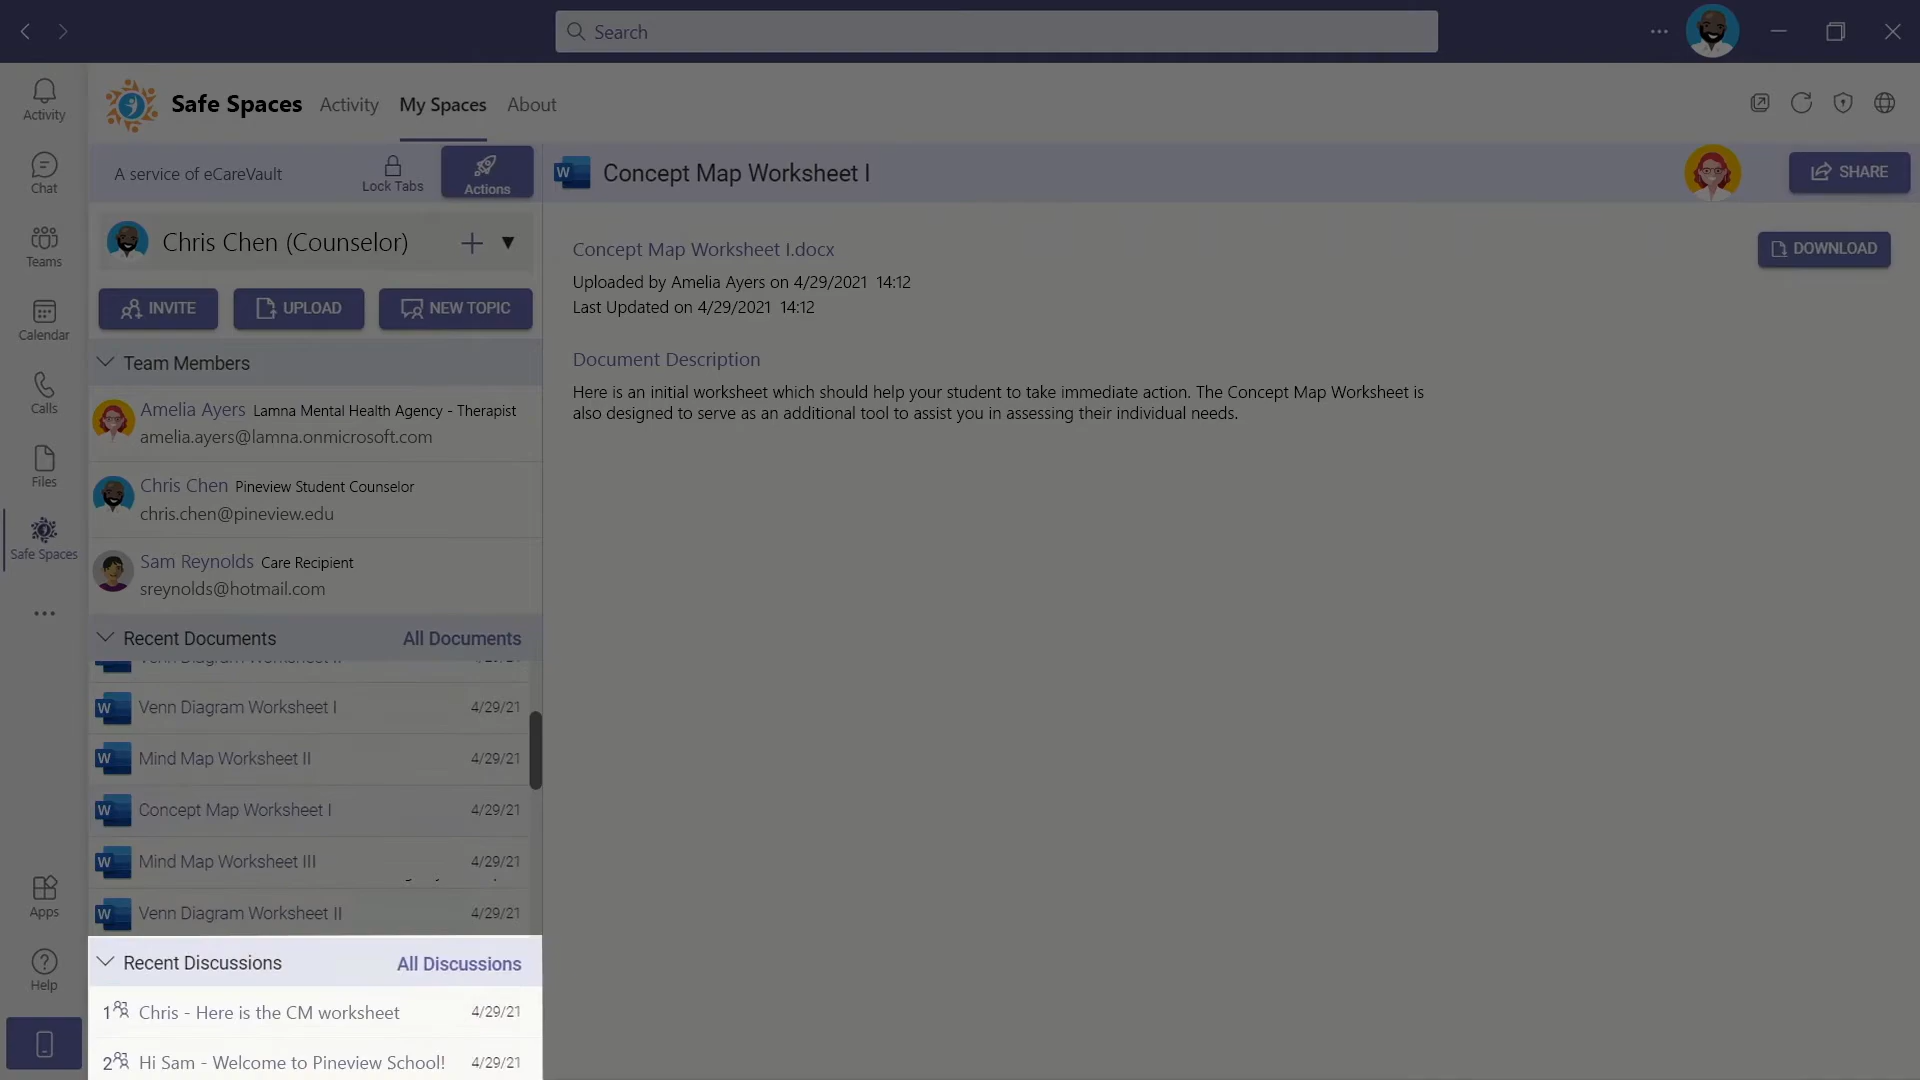 Search
Activity
Chat
Teams
Calendar
Calls
Files
Safe Spaces
Apps
Help
Safe Spaces Activity My Spaces About
A service of eCareVault
Lock Tabs
Actions
Chris Chen (Counselor)
INVITE
UPLOAD
NEW TOPIC
Team Members
Amelia Ayers Lamna Mental Health Agency - Therapist
amelia.ayers@lamna.onmicrosoft.com
Chris Chen Pineview Student Counselor
chris.chen@pineview.edu
Sam Reynolds Care Recipient
sreynolds@hotmail.com
Recent Documents All Documents
Venn Diagram Worksheet I 4/29/21
Mind Map Worksheet II 4/29/21
Concept Map Worksheet I 4/29/21
Mind Map Worksheet III 4/29/21
Venn Diagram Worksheet II 4/29/21
Recent Discussions All Discussions
1 Chris - Here is the CM worksheet 4/29/21
2 Hi Sam - Welcome to Pineview School! 4/29/21
W Concept Map Worksheet I
SHARE
Concept Map Worksheet I.docx
DOWNLOAD
Uploaded by Amelia Ayers on 4/29/2021 14:12
Last Updated on 4/29/2021 14:12
Document Description
Here is an initial worksheet which should help your student to take immediate action. The Concept Map Worksheet is
also designed to serve as an additional tool to assist you in assessing their individual needs.